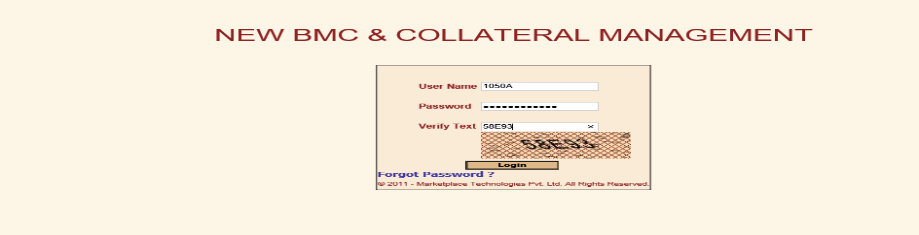 NEW BMC & COLLATERAL MANAGEMENT
User Name 1050A
Password ••••••••••••
Verify Text 58E93 ×
58E93
Login
Forgot Password ?
© 2011 - Marketplace Technologies Pvt. Ltd. All Rights Reserved.